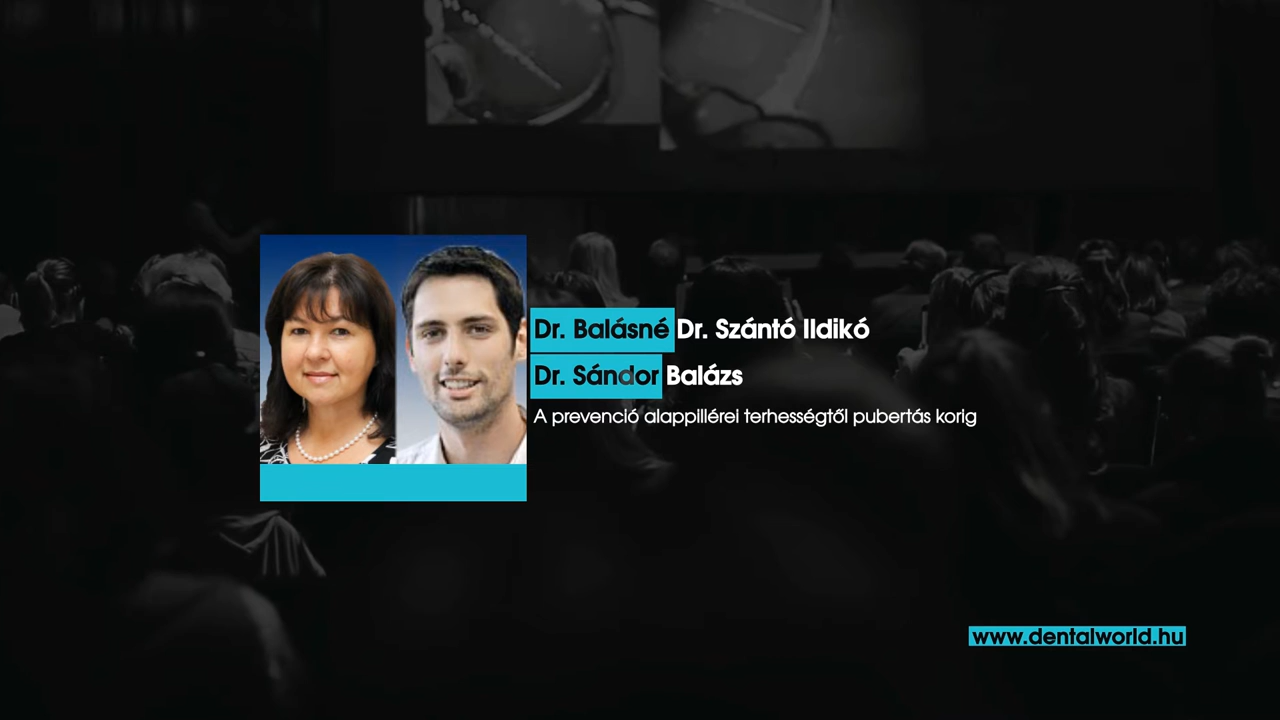 Dr. Balásné Dr. Szántó Ildikó
Dr. Sándor Balázs
A prevenció alappillérei terhességtől pubertás korig
www.dentalworld.hu